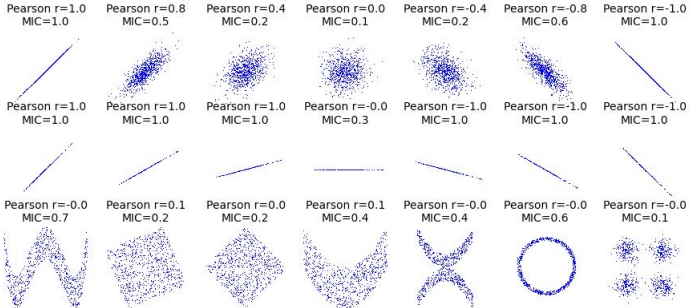 Pearson r=1.0 Pearson r=0.8 Pearson r=0.4 Pearson r=0.0 Pearson r=-0.4 Pearson r=-0.8 Pearson r=-1.0
MIC=1.0 MIC=0.5 MIC=0.2 MIC=0.1 MIC=0.2 MIC=0.6 MIC=1.0
Pearson r=1.0 Pearson r=1.0 Pearson r=1.0 Pearson r=-0.0 Pearson r=-1.0 Pearson r=-1.0 Pearson r=-1.0
MIC=1.0 MIC=1.0 MIC=1.0 MIC=0.3 MIC=1.0 MIC=1.0 MIC=1.0
Pearson r=-0.0 Pearson r=0.1 Pearson r=0.0 Pearson r=0.1 Pearson r=-0.0 Pearson r=-0.0 Pearson r=-0.0
MIC=0.7 MIC=0.2 MIC=0.2 MIC=0.4 MIC=0.4 MIC=0.6 MIC=0.1